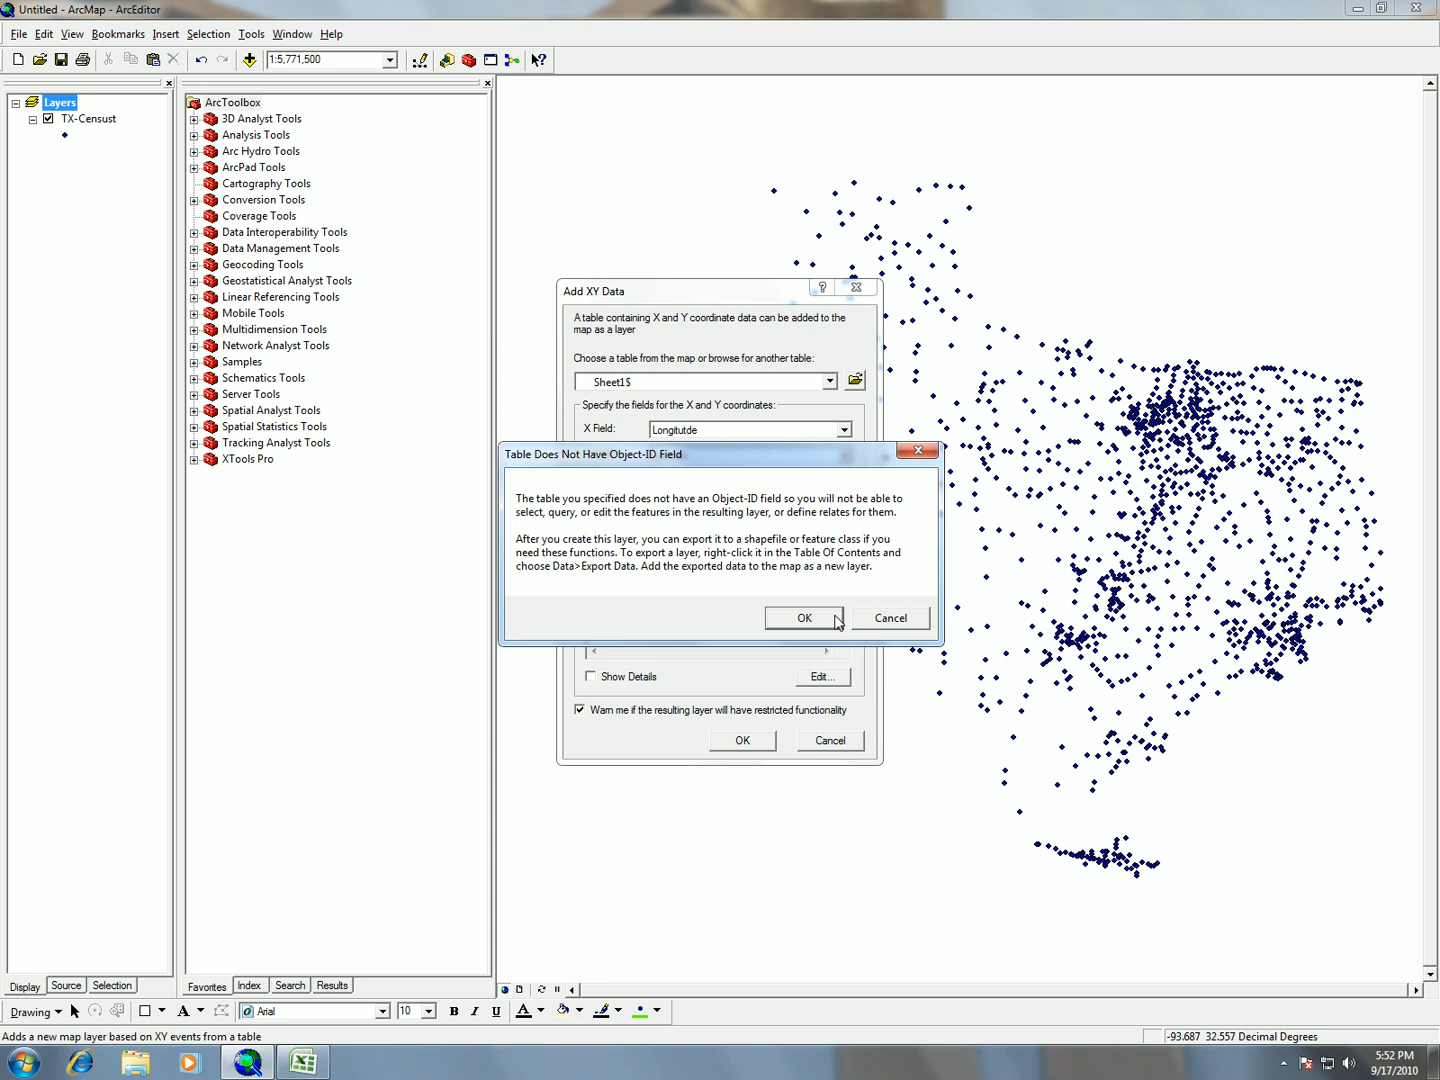 Untitled - ArcMap - ArcEditor
File Edit View Bookmarks Insert Selection Tools Window Help
1:5,771,500
Layers
TX-Censust
ArcToolbox
3D Analyst Tools
Analysis Tools
Arc Hydro Tools
ArcPad Tools
Cartography Tools
Conversion Tools
Coverage Tools
Data Interoperability Tools
Data Management Tools
Geocoding Tools
Geostatistical Analyst Tools
Linear Referencing Tools
Mobile Tools
Multidimension Tools
Network Analyst Tools
Samples
Schematics Tools
Server Tools
Spatial Analyst Tools
Spatial Statistics Tools
Tracking Analyst Tools
XTools Pro
Add XY Data
A table containing X and Y coordinate data can be added to the
map as a layer
Choose a table from the map or browse for another table:
Sheet1$
Specify the fields for the X and Y coordinates:
X Field: Longitutde
Table Does Not Have Object-ID Field
The table you specified does not have an Object-ID field so you will not be able to
select, query, or edit the features in the resulting layer, or define relates for them.
After you create this layer, you can export it to a shapefile or feature class if you
need these functions. To export a layer, right-click it in the Table Of Contents and
choose Data>Export Data. Add the exported data to the map as a new layer.
OK Cancel
Show Details Edit...
Warn me if the resulting layer will have restricted functionality
OK Cancel
Display Source Selection
Favorites Index Search Results
Drawing A Arial 10 B I U A
Adds a new map layer based on XY events from a table
-93.687 32.557 Decimal Degrees
5:52 PM
9/17/2010